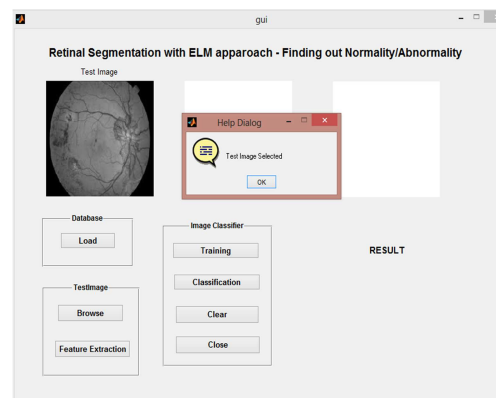 gui
Retinal Segmentation with ELM apparoach - Finding out Normality/Abnormality
Test Image
Help Dialog
Test Image Selected
OK
Database
Load
Image Classifier
Training
RESULT
Classification
TestImage
Browse
Clear
Feature Extraction
Close